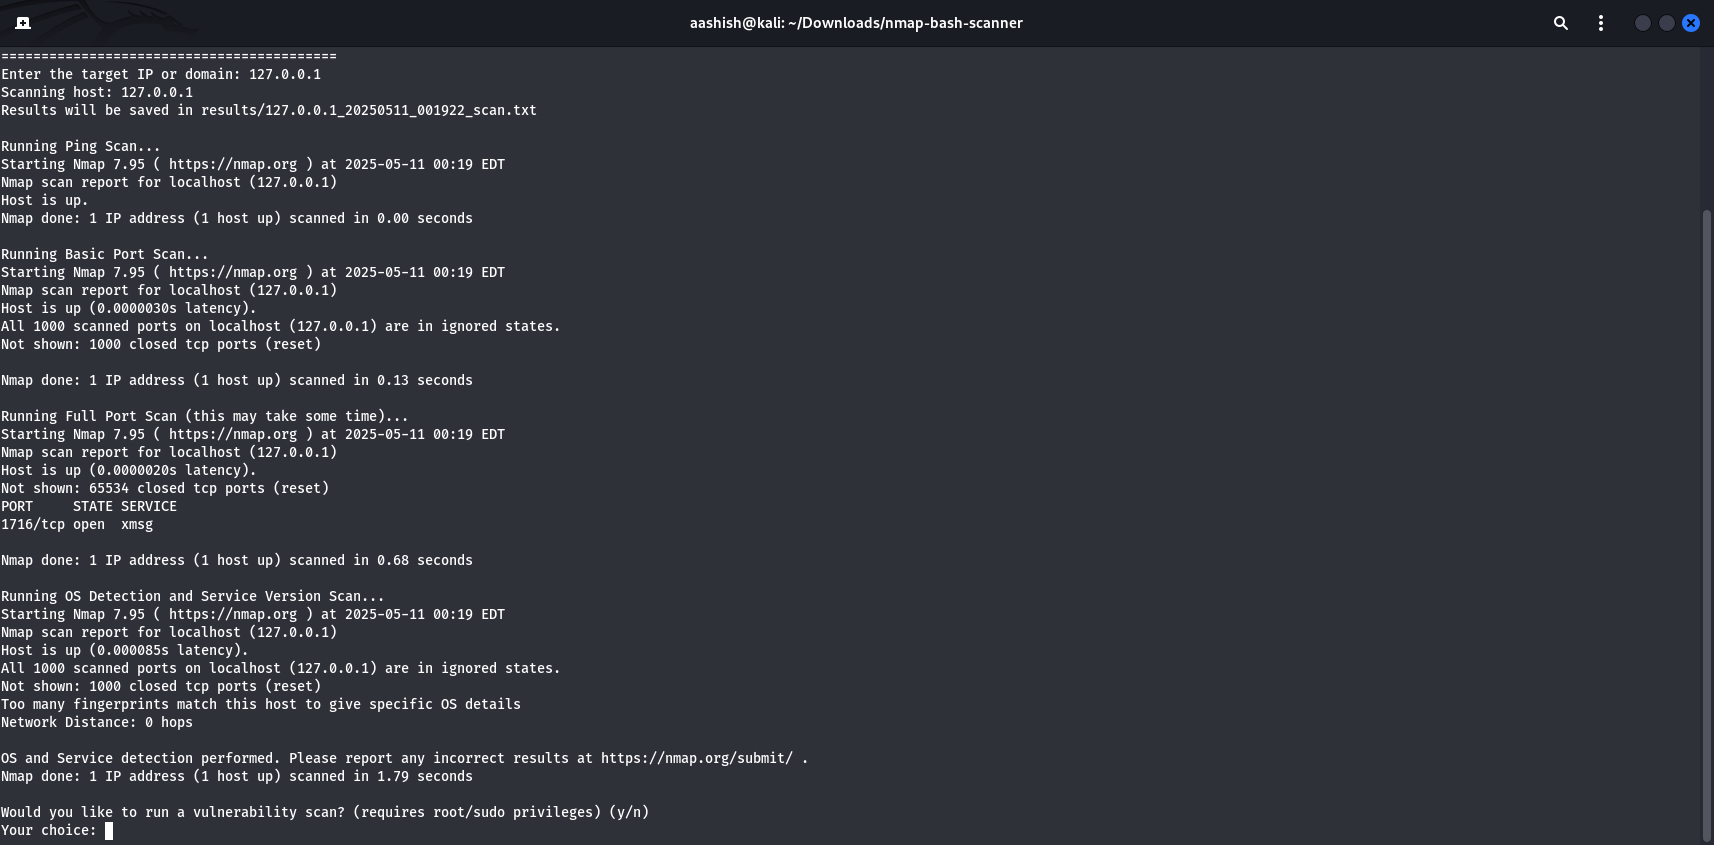 aashish@kali: ~/Downloads/nmap-bash-scanner
==========================================
Enter the target IP or domain: 127.0.0.1
Scanning host: 127.0.0.1
Results will be saved in results/127.0.0.1_20250511_001922_scan.txt
Running Ping Scan...
Starting Nmap 7.95 ( https://nmap.org ) at 2025-05-11 00:19 EDT
Nmap scan report for localhost (127.0.0.1)
Host is up.
Nmap done: 1 IP address (1 host up) scanned in 0.00 seconds
Running Basic Port Scan...
Starting Nmap 7.95 ( https://nmap.org ) at 2025-05-11 00:19 EDT
Nmap scan report for localhost (127.0.0.1)
Host is up (0.0000030s latency).
All 1000 scanned ports on localhost (127.0.0.1) are in ignored states.
Not shown: 1000 closed tcp ports (reset)
Nmap done: 1 IP address (1 host up) scanned in 0.13 seconds
Running Full Port Scan (this may take some time)...
Starting Nmap 7.95 ( https://nmap.org ) at 2025-05-11 00:19 EDT
Nmap scan report for localhost (127.0.0.1)
Host is up (0.0000020s latency).
Not shown: 65534 closed tcp ports (reset)
PORT     STATE SERVICE
1716/tcp open  xmsg
Nmap done: 1 IP address (1 host up) scanned in 0.68 seconds
Running OS Detection and Service Version Scan...
Starting Nmap 7.95 ( https://nmap.org ) at 2025-05-11 00:19 EDT
Nmap scan report for localhost (127.0.0.1)
Host is up (0.000085s latency).
All 1000 scanned ports on localhost (127.0.0.1) are in ignored states.
Not shown: 1000 closed tcp ports (reset)
Too many fingerprints match this host to give specific OS details
Network Distance: 0 hops
OS and Service detection performed. Please report any incorrect results at https://nmap.org/submit/ .
Nmap done: 1 IP address (1 host up) scanned in 1.79 seconds
Would you like to run a vulnerability scan? (requires root/sudo privileges) (y/n)
Your choice: